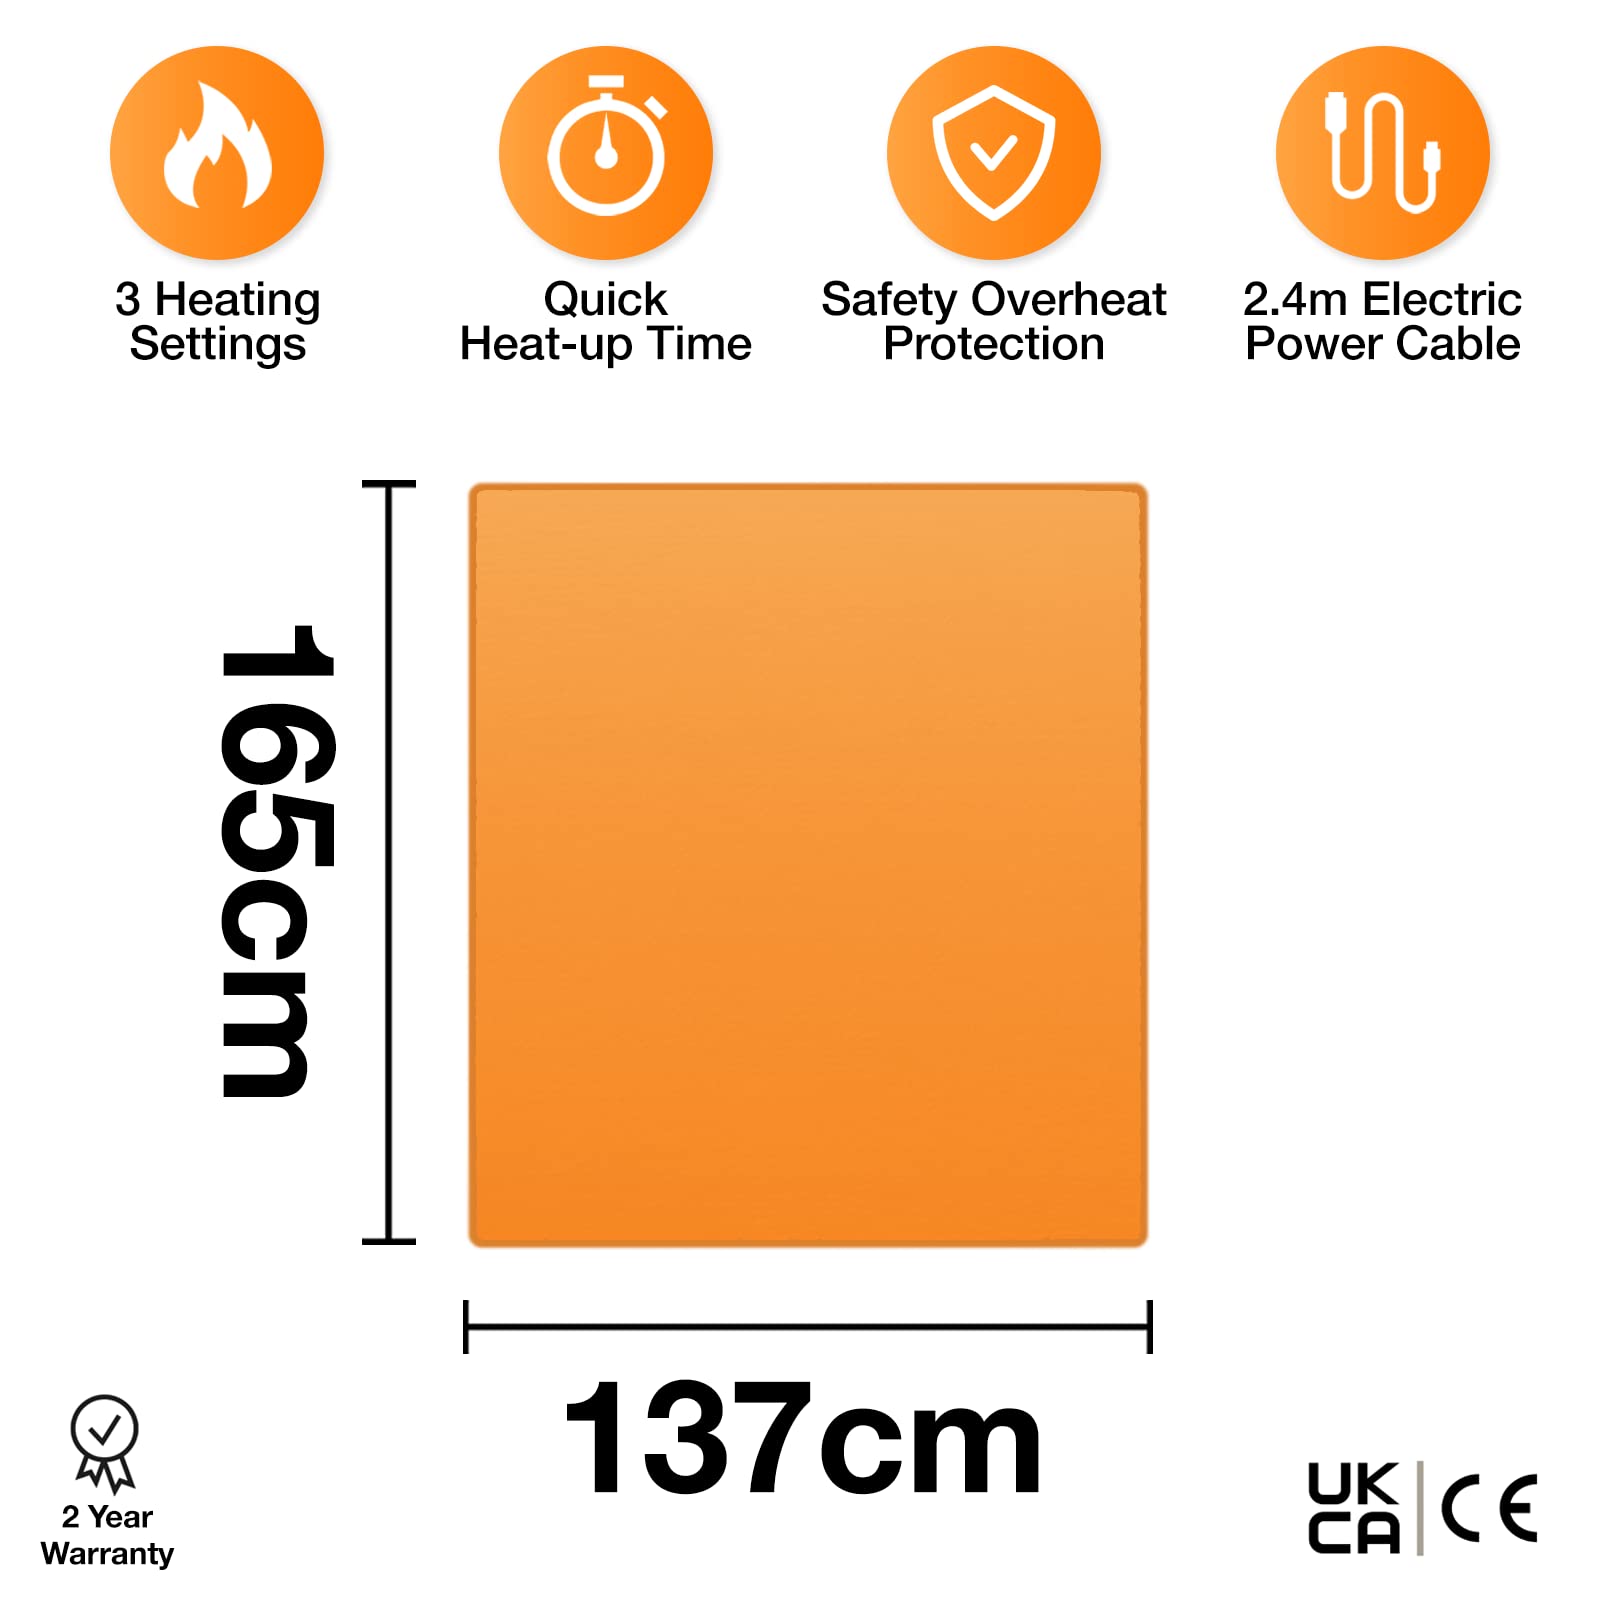 3 Heating
Settings
Quick
Heat-up Time
Safety Overheat
Protection
2.4m Electric
Power Cable
165cm
137cm
2 Year
Warranty
UK
CA
CE